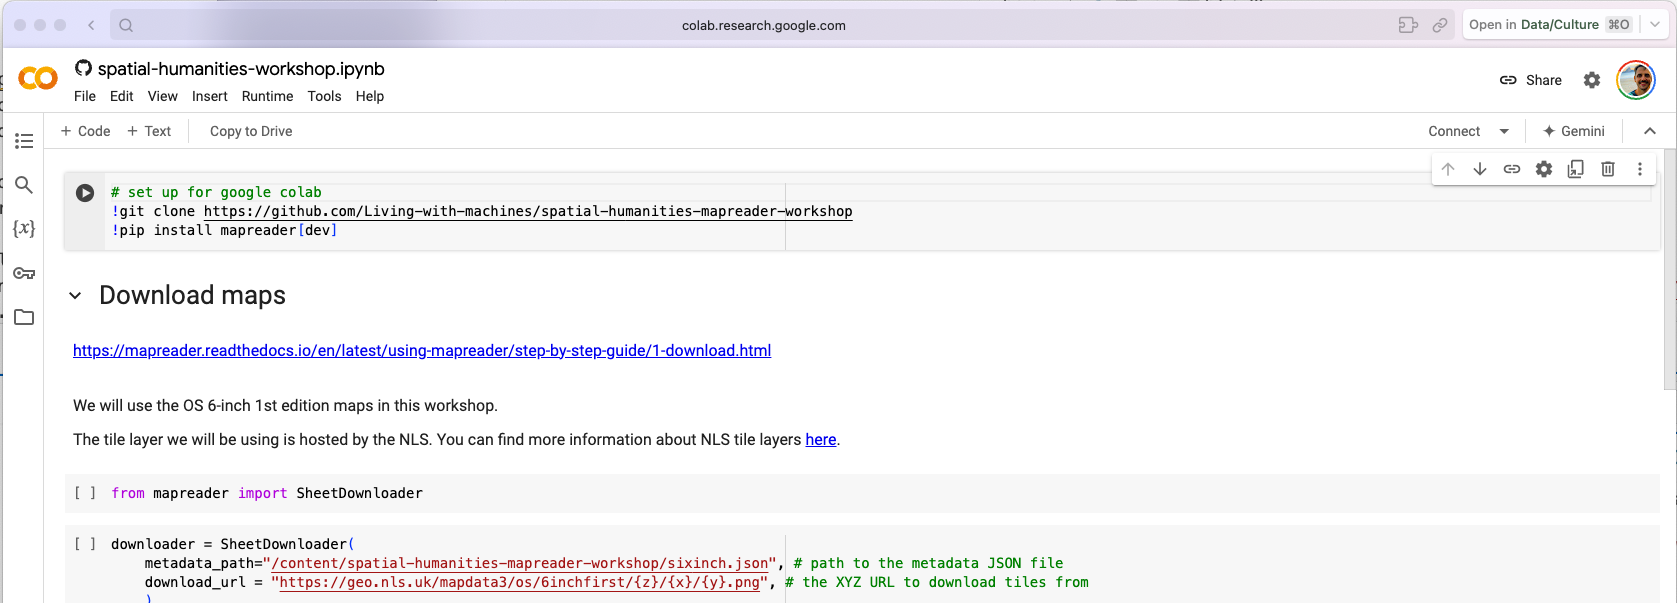 colab.research.google.com
Open in Data/Culture ⌘O
spatial-humanities-workshop.ipynb
File Edit View Insert Runtime Tools Help
Share
+ Code + Text Copy to Drive
Connect Gemini
# set up for google colab
!git clone https://github.com/Living-with-machines/spatial-humanities-mapreader-workshop
!pip install mapreader[dev]
Download maps
https://mapreader.readthedocs.io/en/latest/using-mapreader/step-by-step-guide/1-download.html
We will use the OS 6-inch 1st edition maps in this workshop.
The tile layer we will be using is hosted by the NLS. You can find more information about NLS tile layers here.
[ ] from mapreader import SheetDownloader
[ ] downloader = SheetDownloader(
metadata_path="/content/spatial-humanities-mapreader-workshop/sixinch.json", # path to the metadata JSON file
download_url = "https://geo.nls.uk/mapdata3/os/6inchfirst/{z}/{x}/{y}.png", # the XYZ URL to download tiles from
)